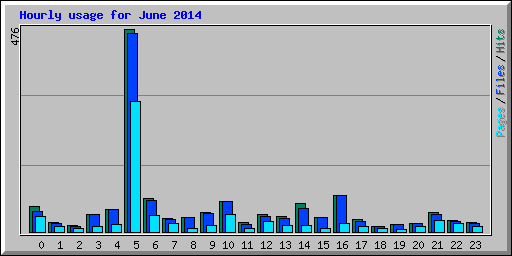 Hourly usage for June 2014
476
Pages/Files/Hits
0 1 2 3 4 5 6 7 8 9 10 11 12 13 14 15 16 17 18 19 20 21 22 23